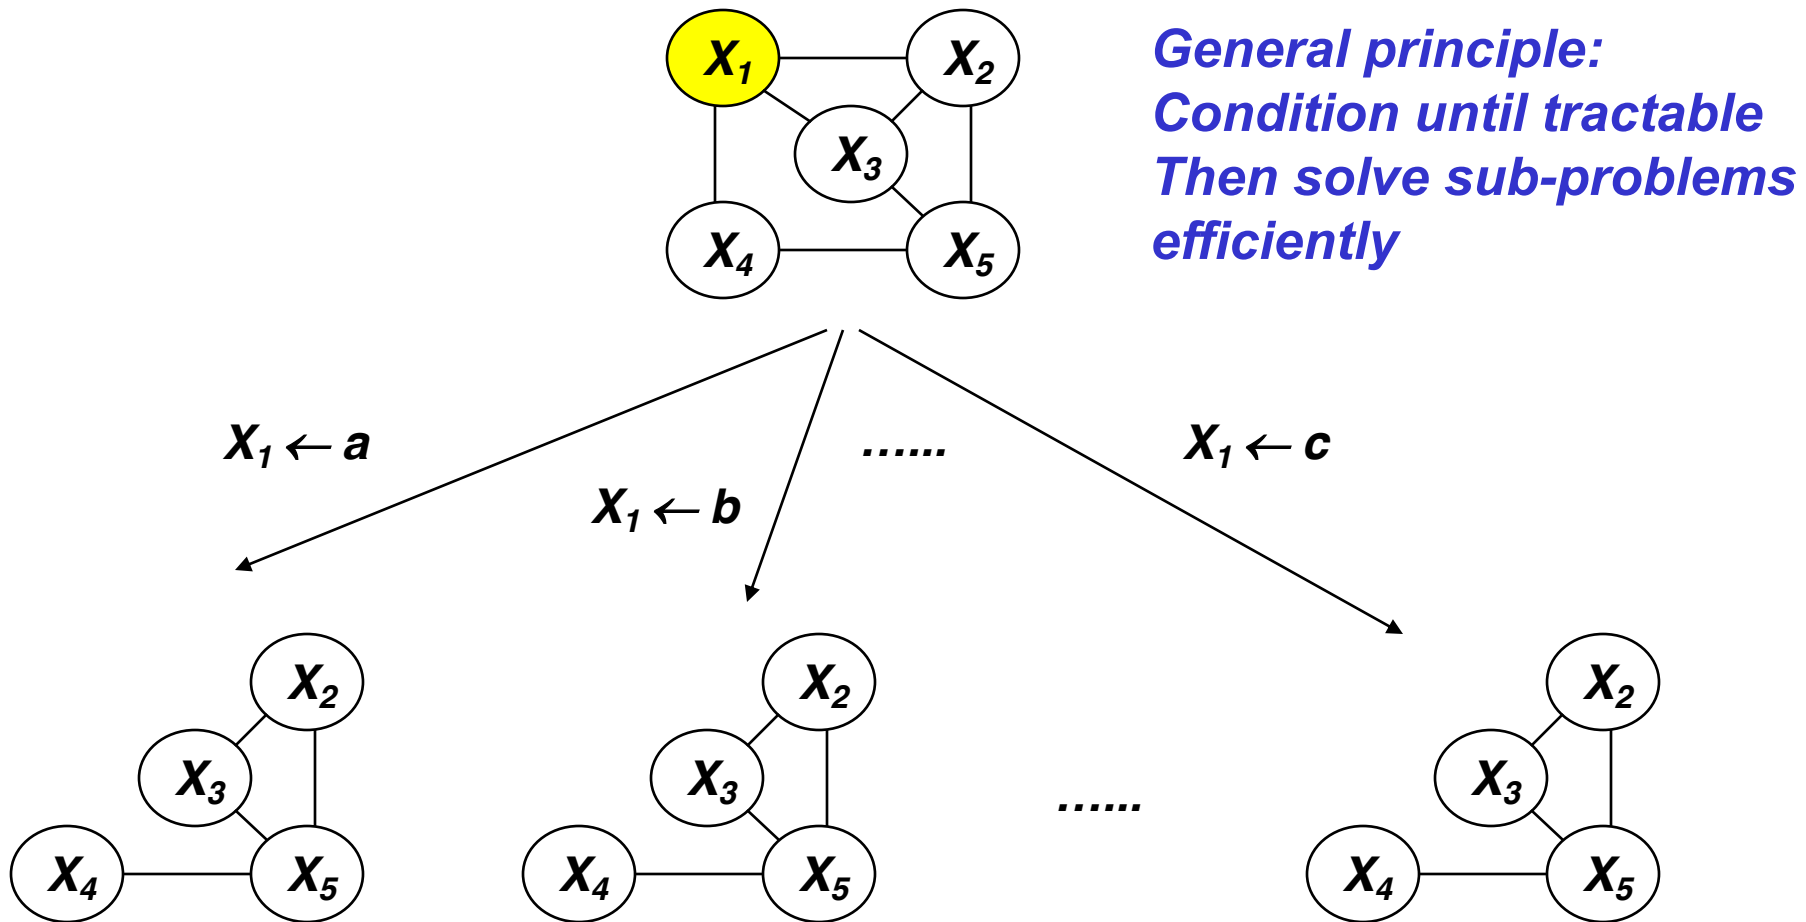 X₁
X₂
X₃
X₄
X₅
General principle:
Condition until tractable
Then solve sub-problems
efficiently
X₁ ← a
X₁ ← b
…...
X₁ ← c
X₂
X₃
X₄
X₅
X₂
X₃
X₄
X₅
…...
X₂
X₃
X₄
X₅